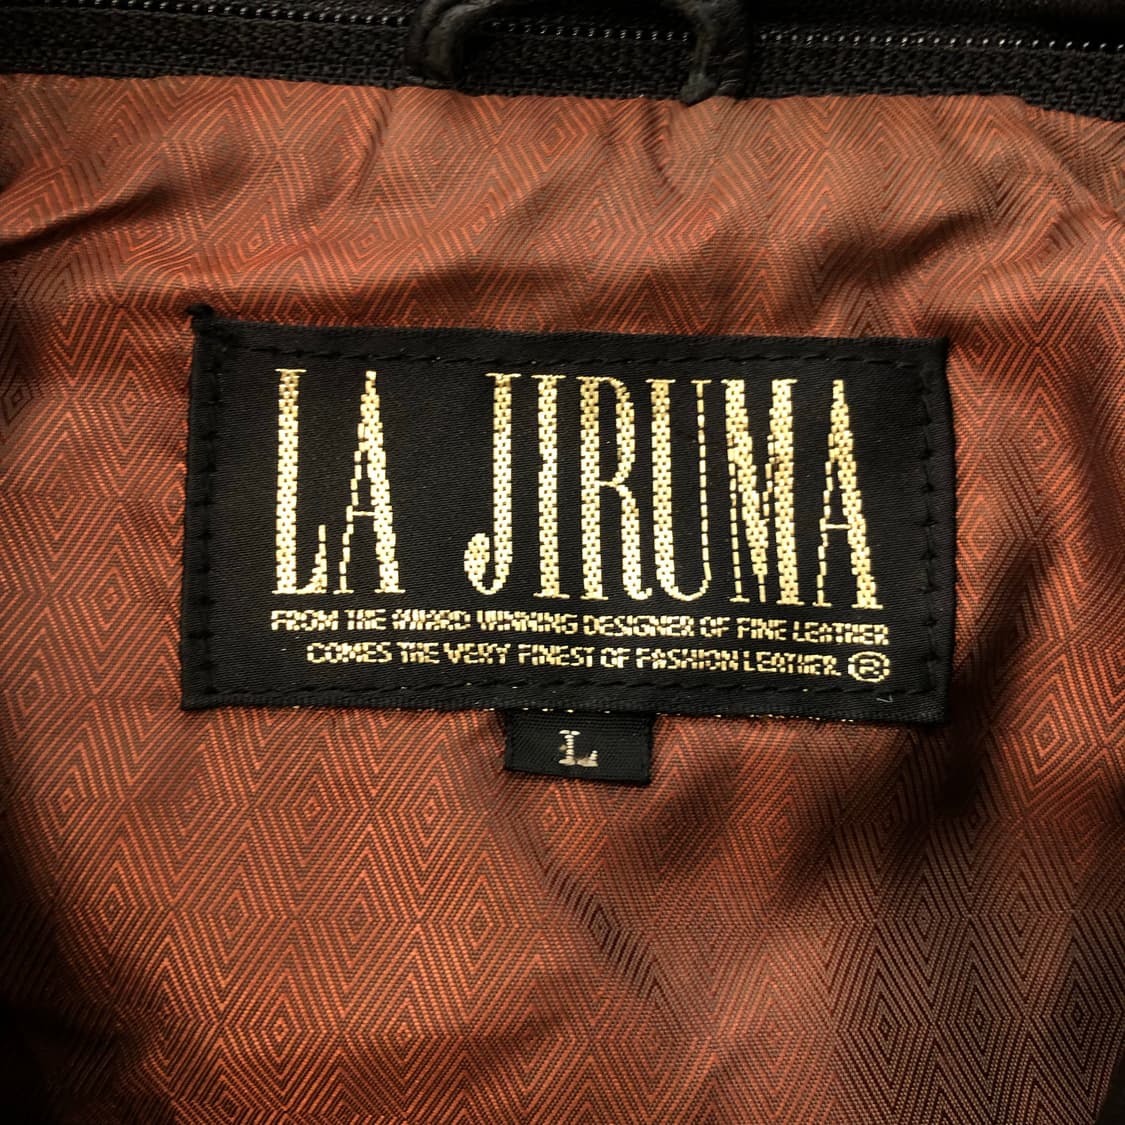 LA JIRUMA
FROM THE AWARD WINNING DESIGNER OF FINE LEATHER
COMES THE VERY FINEST OF FASHION LEATHER. ®
L